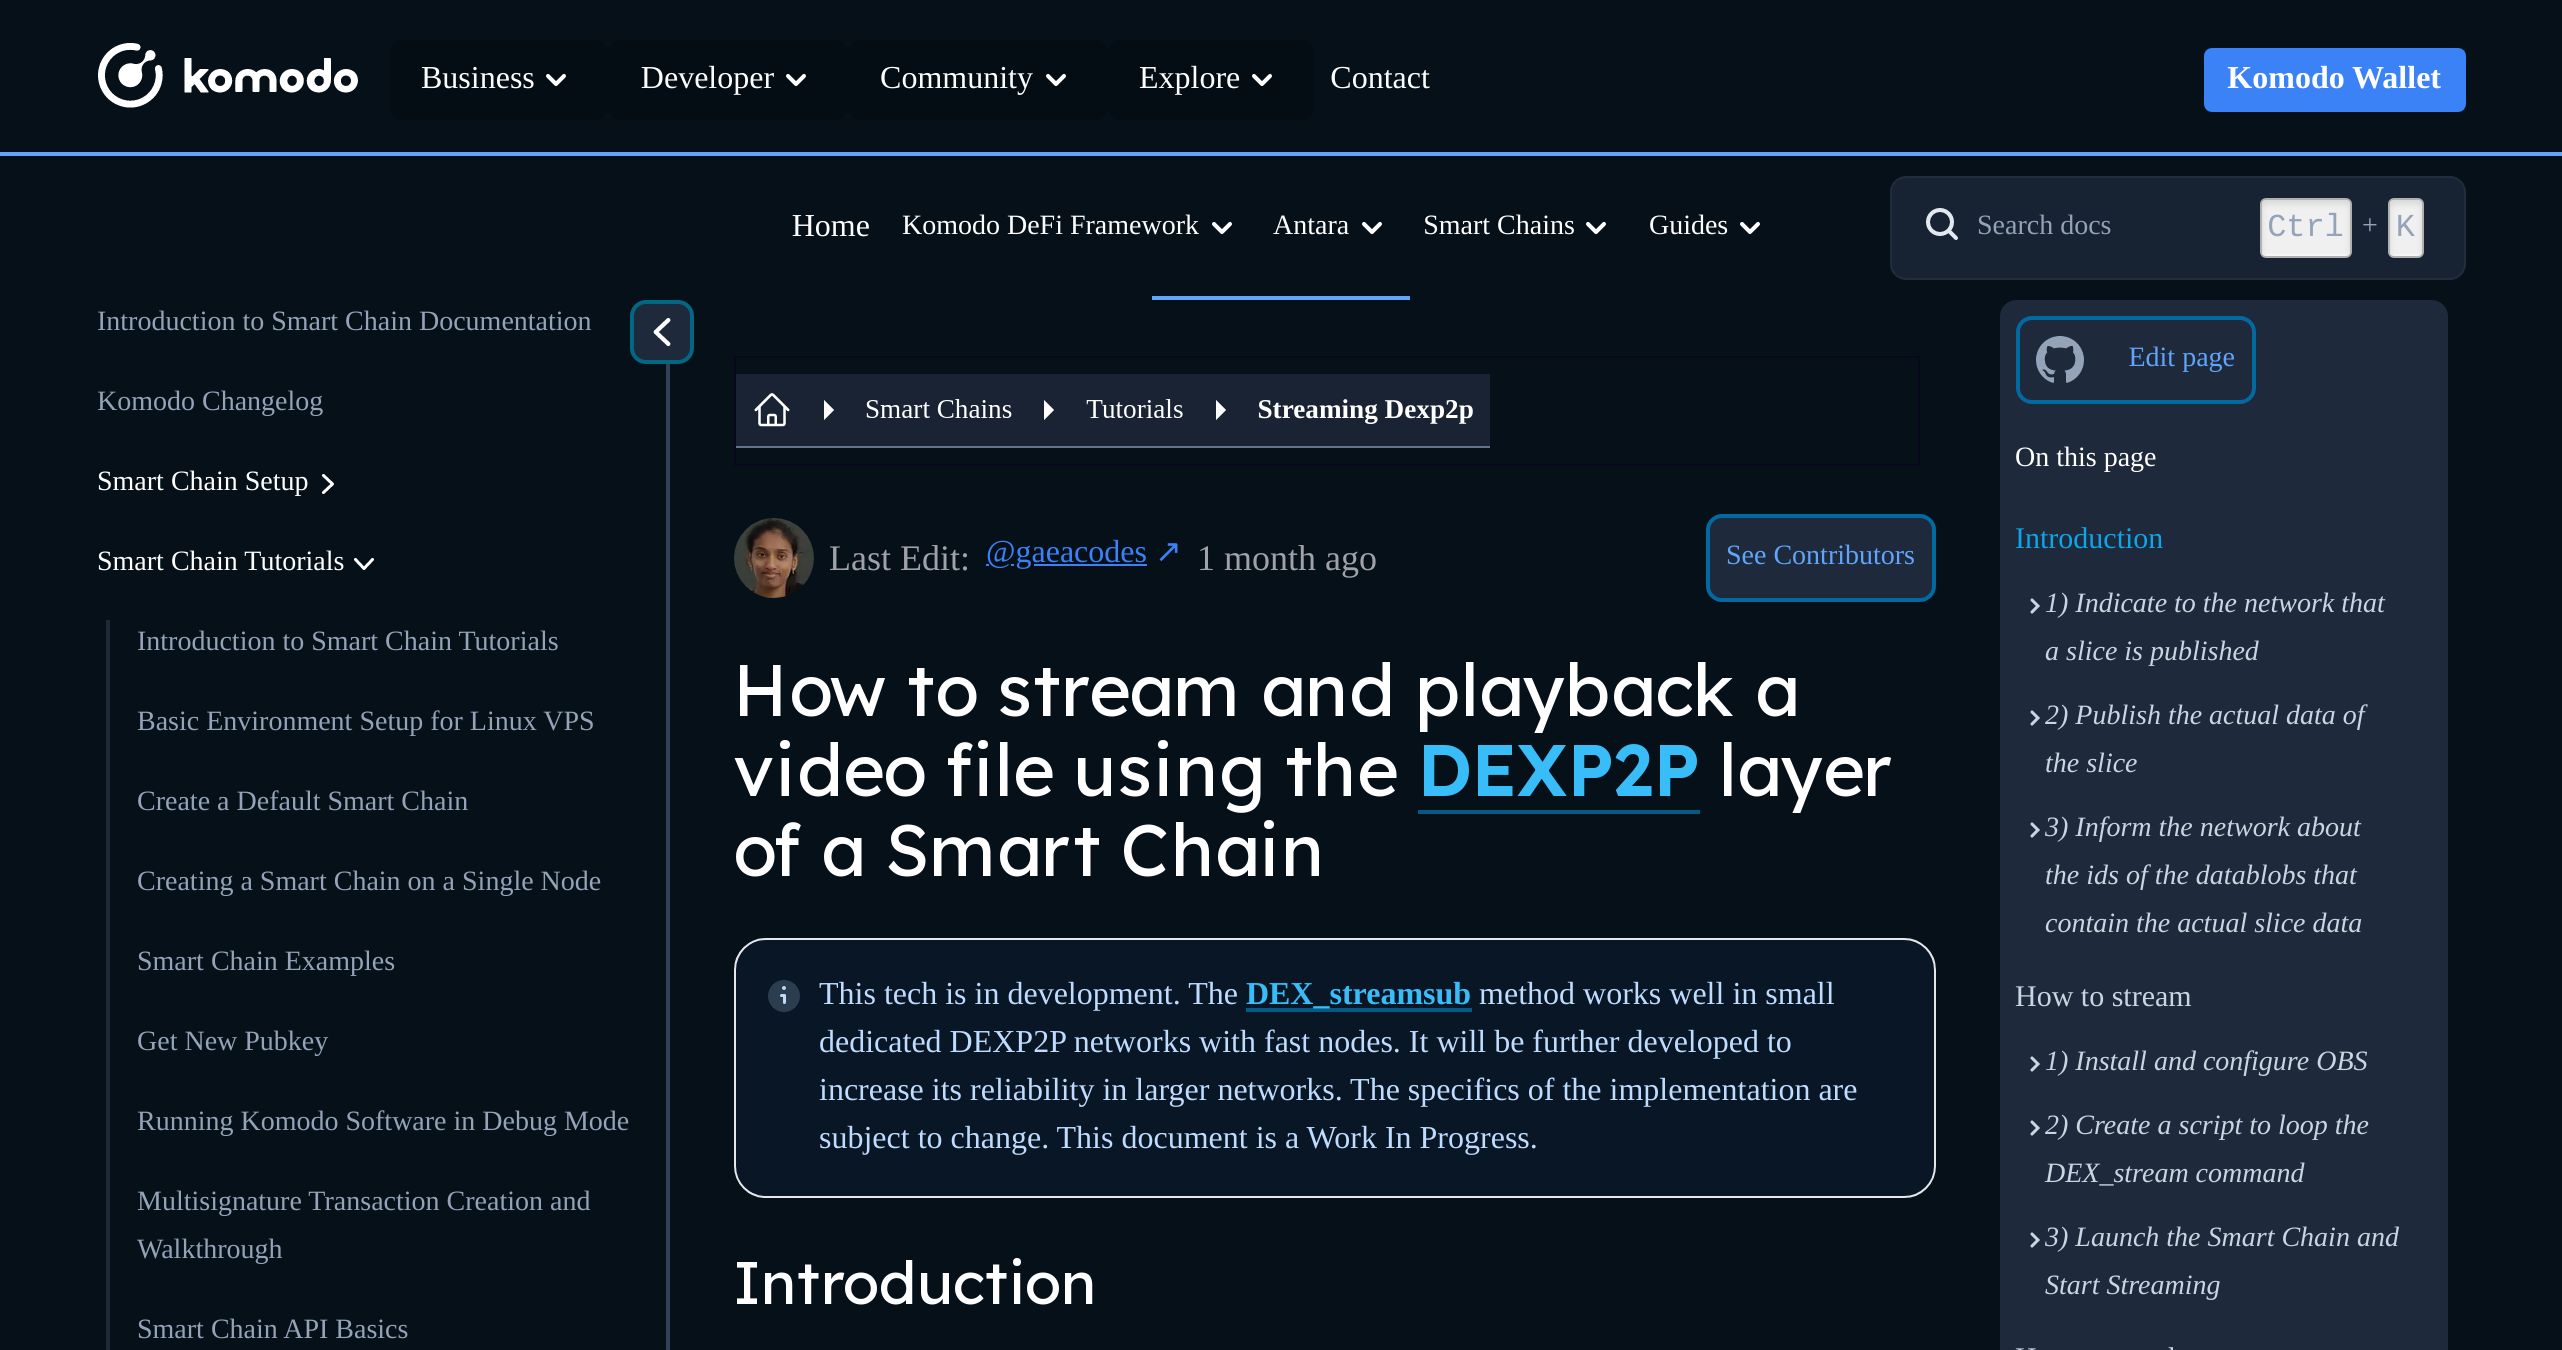 komodo
Business
Developer
Community
Explore
Contact
Komodo Wallet
Home
Komodo DeFi Framework
Antara
Smart Chains
Guides
Search docs
Ctrl + K
Introduction to Smart Chain Documentation
Komodo Changelog
Smart Chain Setup
Smart Chain Tutorials
Introduction to Smart Chain Tutorials
Basic Environment Setup for Linux VPS
Create a Default Smart Chain
Creating a Smart Chain on a Single Node
Smart Chain Examples
Get New Pubkey
Running Komodo Software in Debug Mode
Multisignature Transaction Creation and
Walkthrough
Smart Chain API Basics
Smart Chains
Tutorials
Streaming Dexp2p
Last Edit: @gaeacodes 1 month ago
See Contributors
How to stream and playback a
video file using the DEXP2P layer
of a Smart Chain
This tech is in development. The DEX_streamsub method works well in small
dedicated DEXP2P networks with fast nodes. It will be further developed to
increase its reliability in larger networks. The specifics of the implementation are
subject to change. This document is a Work In Progress.
Introduction
Edit page
On this page
Introduction
1) Indicate to the network that
a slice is published
2) Publish the actual data of
the slice
3) Inform the network about
the ids of the datablobs that
contain the actual slice data
How to stream
1) Install and configure OBS
2) Create a script to loop the
DEX_stream command
3) Launch the Smart Chain and
Start Streaming